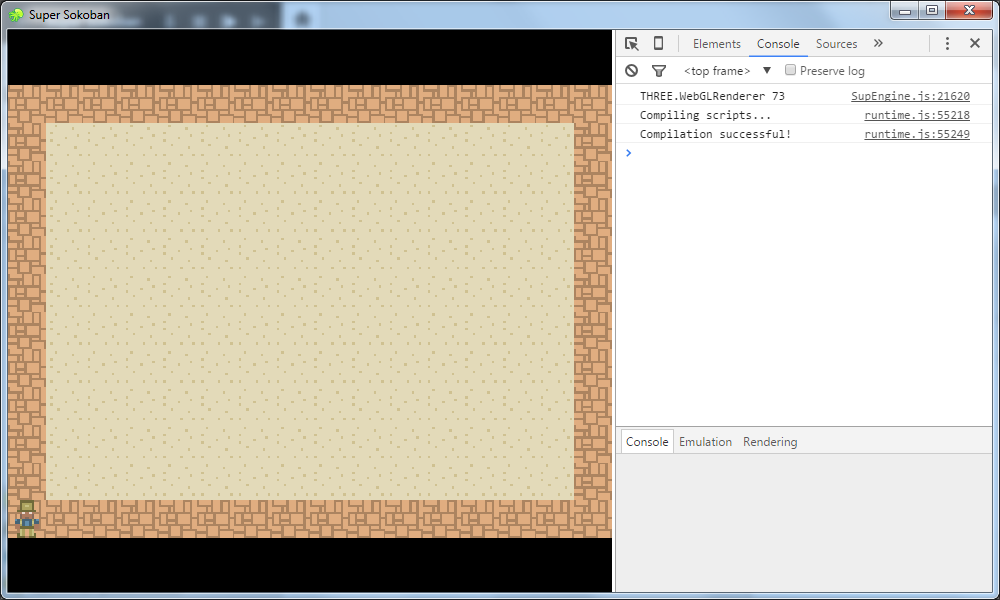 Super Sokoban
Elements Console Sources »
<top frame> ▼ Preserve log
THREE.WebGLRenderer 73 SupEngine.js:21620
Compiling scripts... runtime.js:55218
Compilation successful! runtime.js:55249
>
Console Emulation Rendering